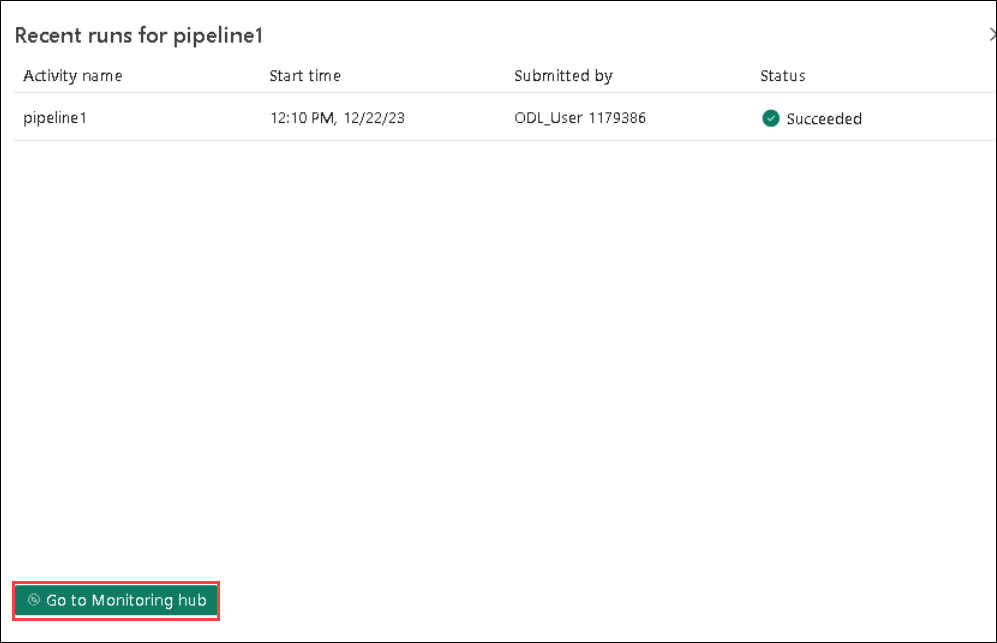 Recent runs for pipeline1
Activity name Start time Submitted by Status
pipeline1 12:10 PM, 12/22/23 ODL_User 1179386 Succeeded
Go to Monitoring hub